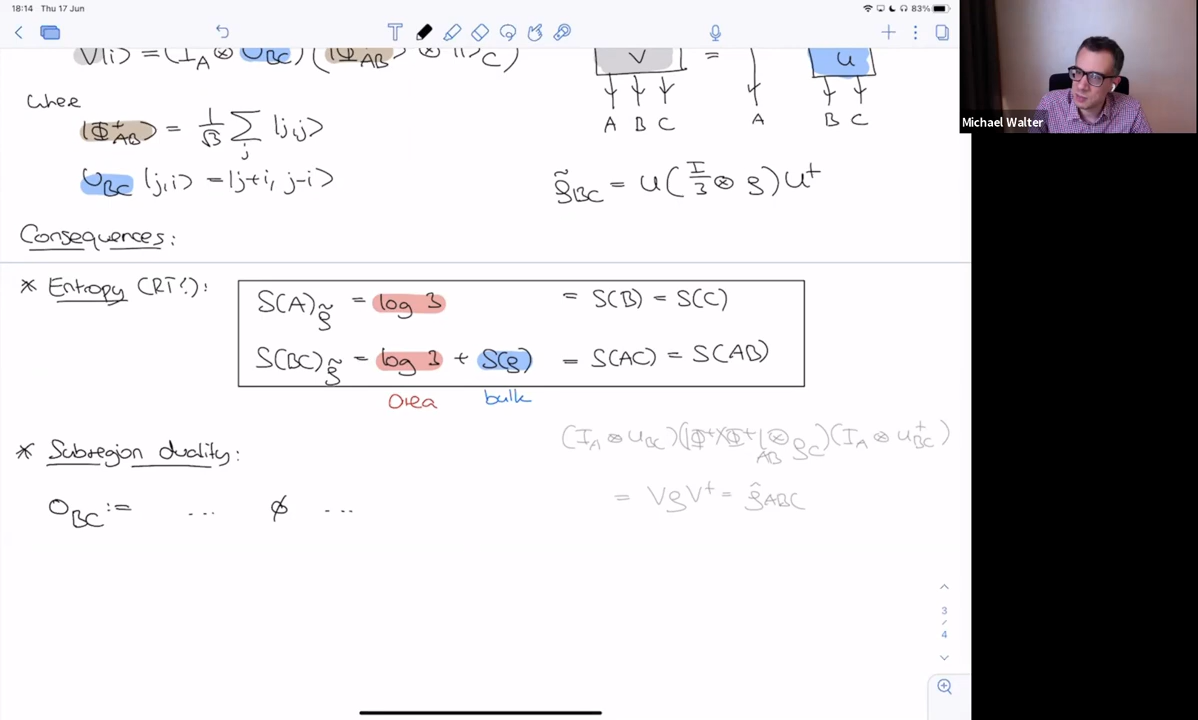 18:14 Thu 17 Jun
83%
V|i⟩ = (I_A ⊗ U_BC) (|Φ⁺_AB⟩ ⊗ |i⟩_C)
V = U
A B C A B C
where
|Φ⁺_AB⟩ = 1/√3 Σ_j |j,j⟩
U_BC |j,i⟩ = |j+i, j-i⟩
ρ̃_BC = U (I/3 ⊗ ρ) U†
Consequences:
* Entropy (RT!):
S(A)_ρ̃ = log 3 = S(B) = S(C)
S(BC)_ρ̃ = log 3 + S(ρ) = S(AC) = S(AB)
area bulk
(I_A ⊗ U_BC)(|Φ⁺⟩⟨Φ⁺|_AB ⊗ ρ_C)(I_A ⊗ U†_BC)
* Subregion duality:
= VρV† = ρ̃_ABC
O_BC := ... ϕ ...
Michael Walter
3
/
4